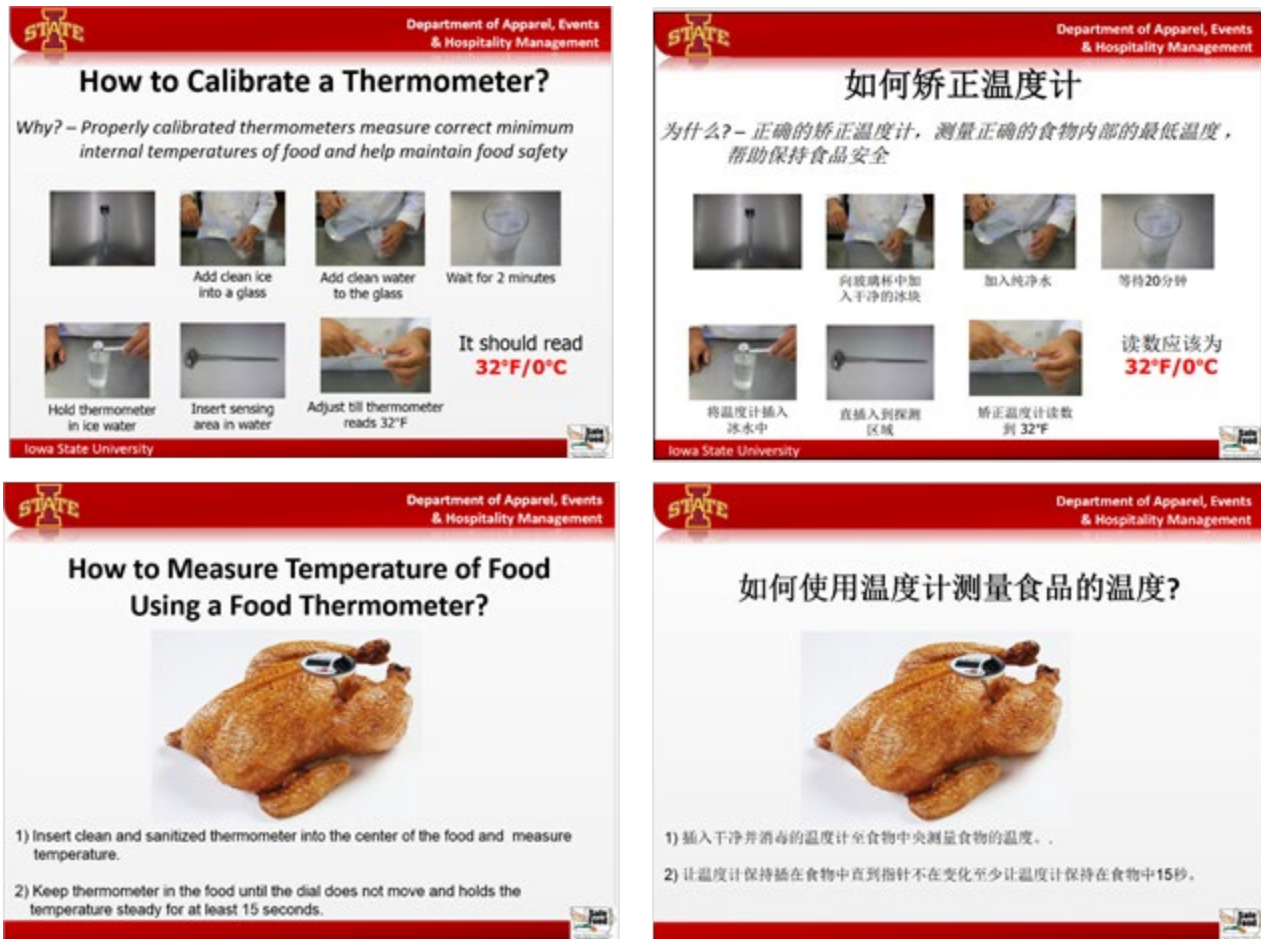 STATE
Department of Apparel, Events
& Hospitality Management
How to Calibrate a Thermometer?
Why? – Properly calibrated thermometers measure correct minimum
internal temperatures of food and help maintain food safety
Add clean ice
into a glass
Add clean water
to the glass
Wait for 2 minutes
Hold thermometer
in ice water
Insert sensing
area in water
Adjust till thermometer
reads 32°F
It should read
32°F/0°C
Iowa State University
Safe
Food
STATE
Department of Apparel, Events
& Hospitality Management
如何矫正温度计
为什么? – 正确的矫正温度计，测量正确的食物内部的最低温度，
帮助保持食品安全
向玻璃杯中加
入干净的冰块
加入纯净水
等待20分钟
将温度计插入
冰水中
直插入到探测
区域
矫正温度计读数
到 32°F
读数应该为
32°F/0°C
Iowa State University
Safe
Food
STATE
Department of Apparel, Events
& Hospitality Management
How to Measure Temperature of Food
Using a Food Thermometer?
1) Insert clean and sanitized thermometer into the center of the food and measure
temperature.
2) Keep thermometer in the food until the dial does not move and holds the
temperature steady for at least 15 seconds.
Safe
Food
STATE
Department of Apparel, Events
& Hospitality Management
如何使用温度计测量食品的温度?
1) 插入干净并消毒的温度计至食物中央测量食物的温度。.
2) 让温度计保持插在食物中直到指针不在变化至少让温度计保持在食物中15秒。
Safe
Food